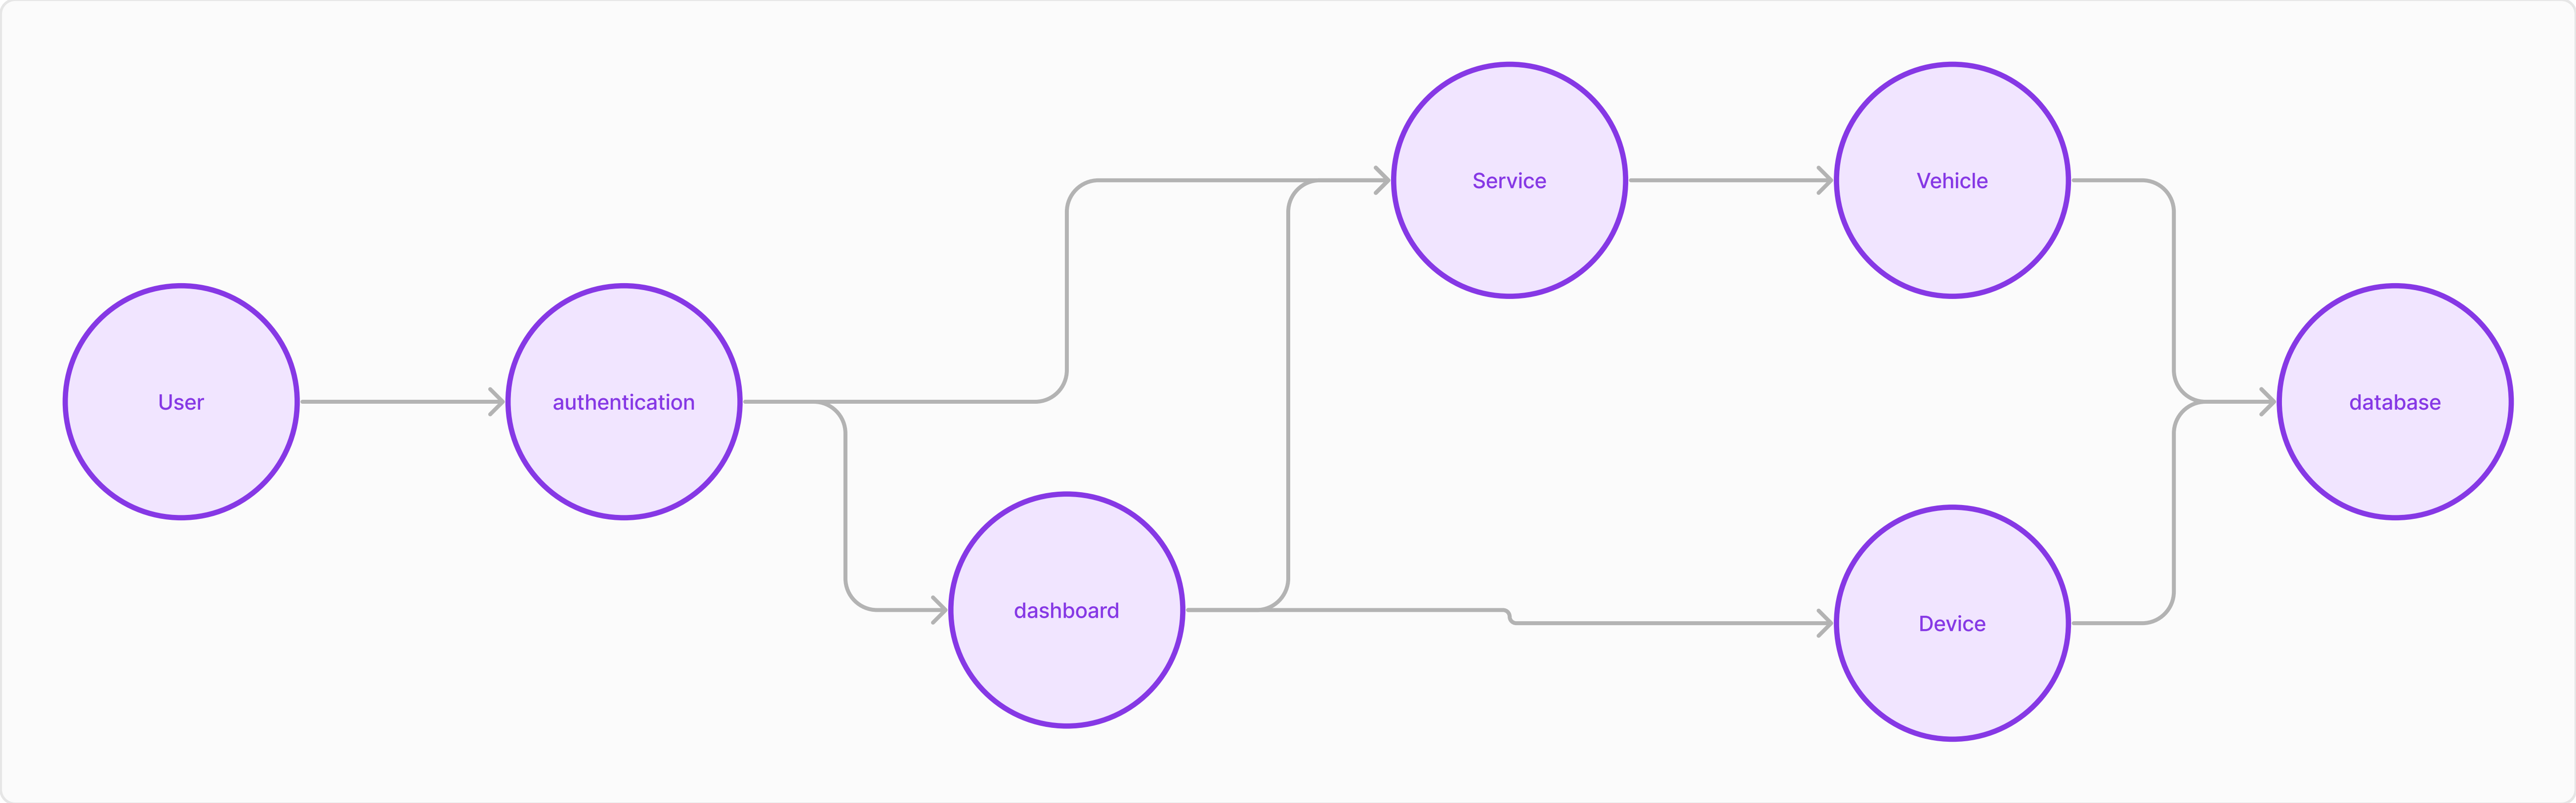 User
authentication
dashboard
Service
Vehicle
Device
database